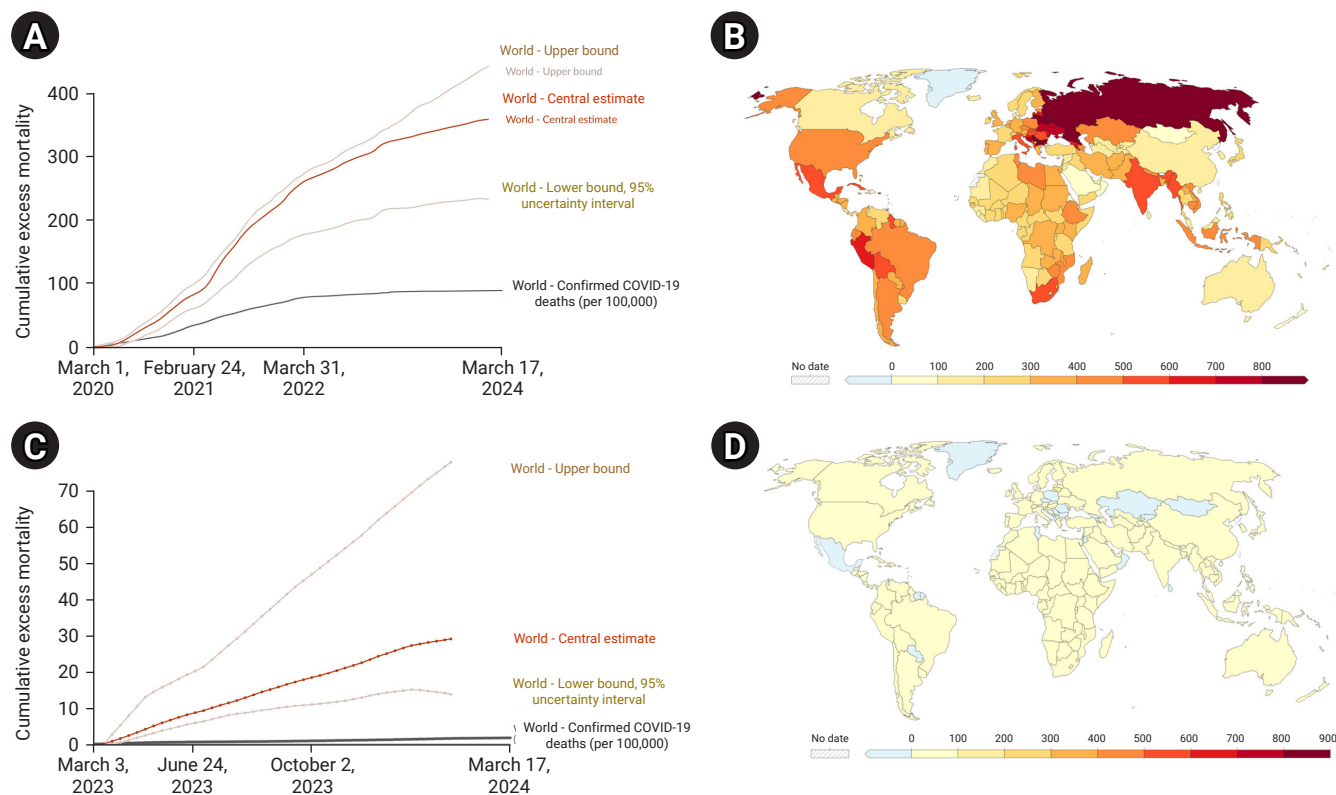 A
World - Upper bound
World - Upper bound
World - Central estimate
World - Central estimate
World - Lower bound, 95%
uncertainty interval
World - Confirmed COVID-19
deaths (per 100,000)
Cumulative excess mortality
400
300
200
100
0
March 1,
2020
February 24,
2021
March 31,
2022
March 17,
2024
B
No date
0 100 200 300 400 500 600 700 800
C
World - Upper bound
World - Central estimate
World - Lower bound, 95%
uncertainty interval
World - Confirmed COVID-19
deaths (per 100,000)
Cumulative excess mortality
70
60
50
40
30
20
10
0
March 3,
2023
June 24,
2023
October 2,
2023
March 17,
2024
D
No date
0 100 200 300 400 500 600 700 800 900